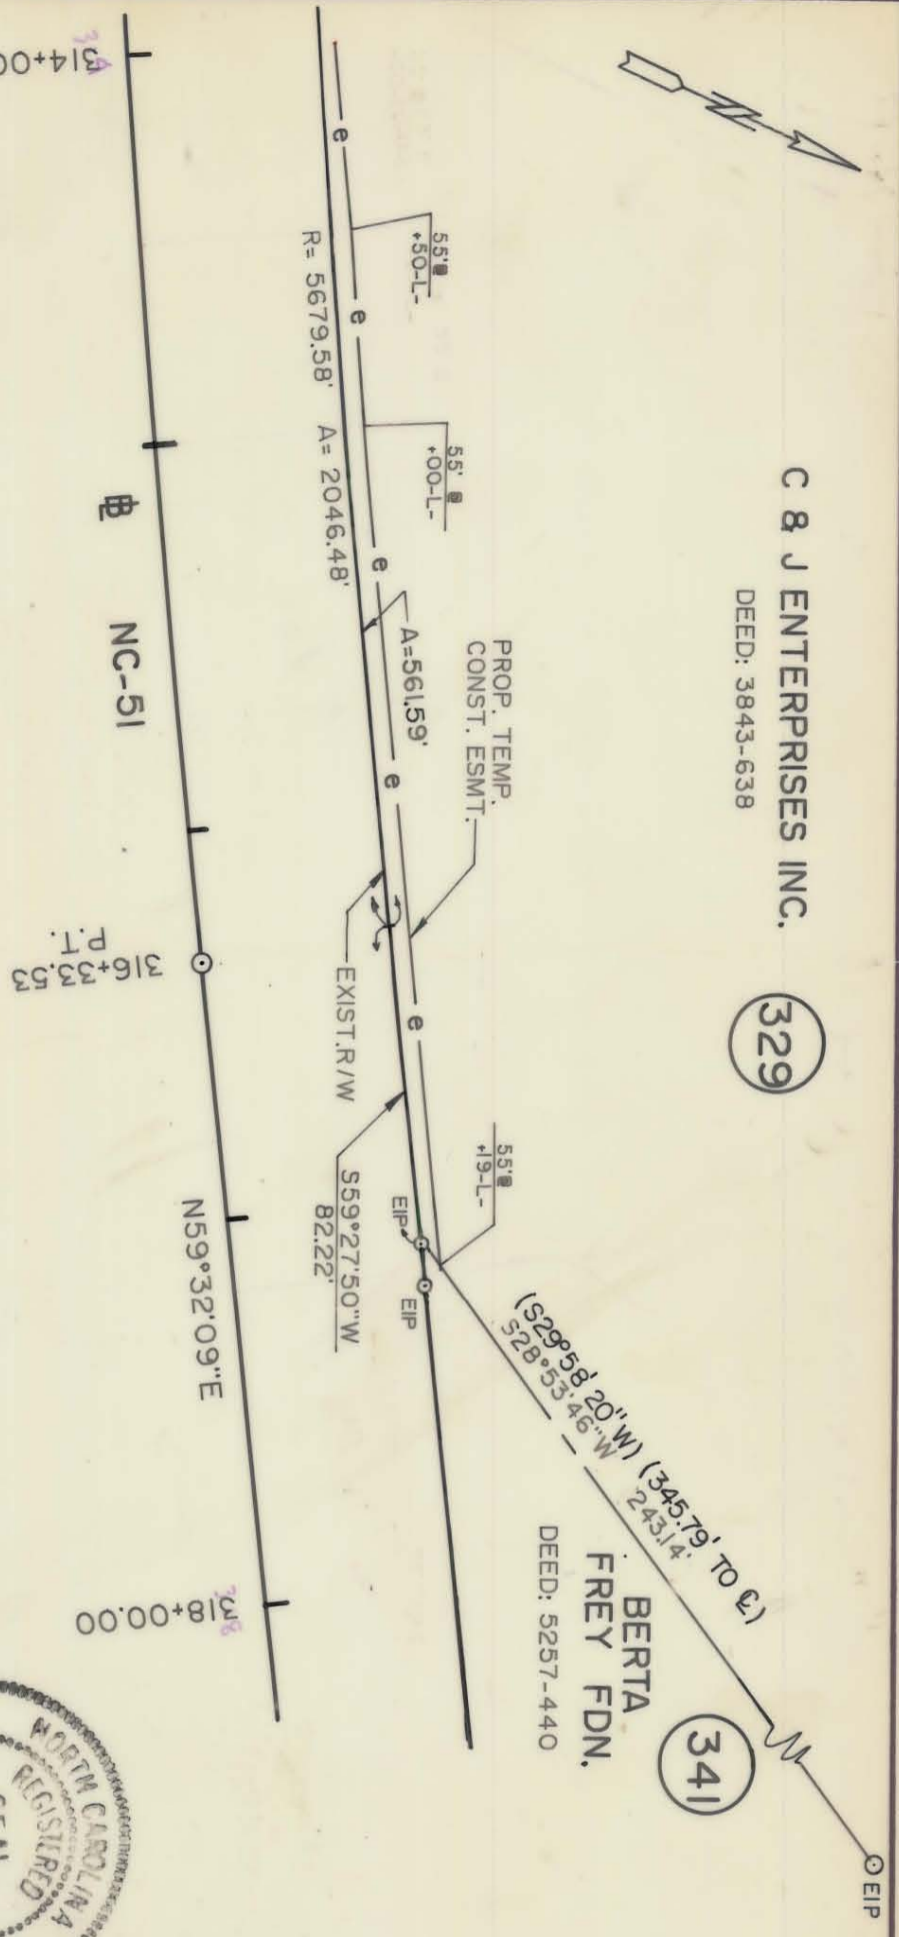 C & J ENTERPRISES INC.
DEED: 3843-638
329
55'@
+50-L-
55' @
+00-L-
PROP. TEMP.
CONST. ESMT.
55'@
+19-L-
e
e
e
e
e
R= 5679.58' A= 2046.48'
A=561.59'
EXIST. R/W
S59°27'50"W
82.22'
EIP
EIP
(S29°58'20"W) (345.79' TO ℄)
S28°53'46"W 243.14'
BERTA
FREY FDN.
DEED: 5257-440
341
EIP
314+00
NC-51
316+33.53
P.T.
N59°32'09"E
318+00.00
NORTH CAROLINA
REGISTERED